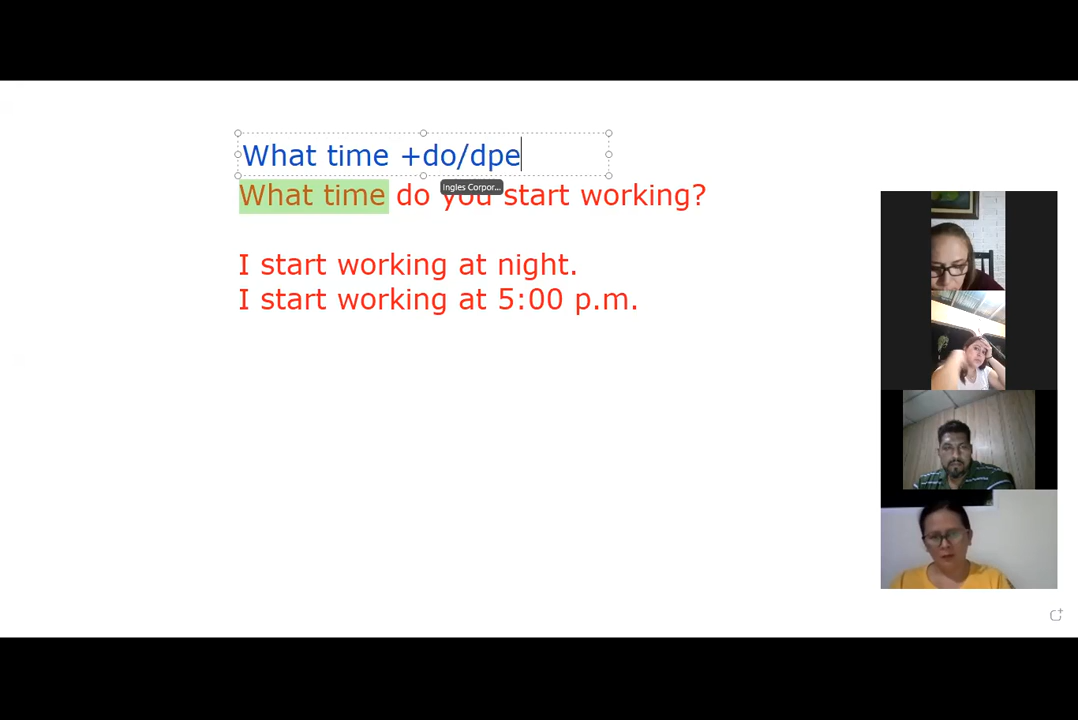 What time +do/dpe
Ingles Corpor...
What time do you start working?
I start working at night.
I start working at 5:00 p.m.